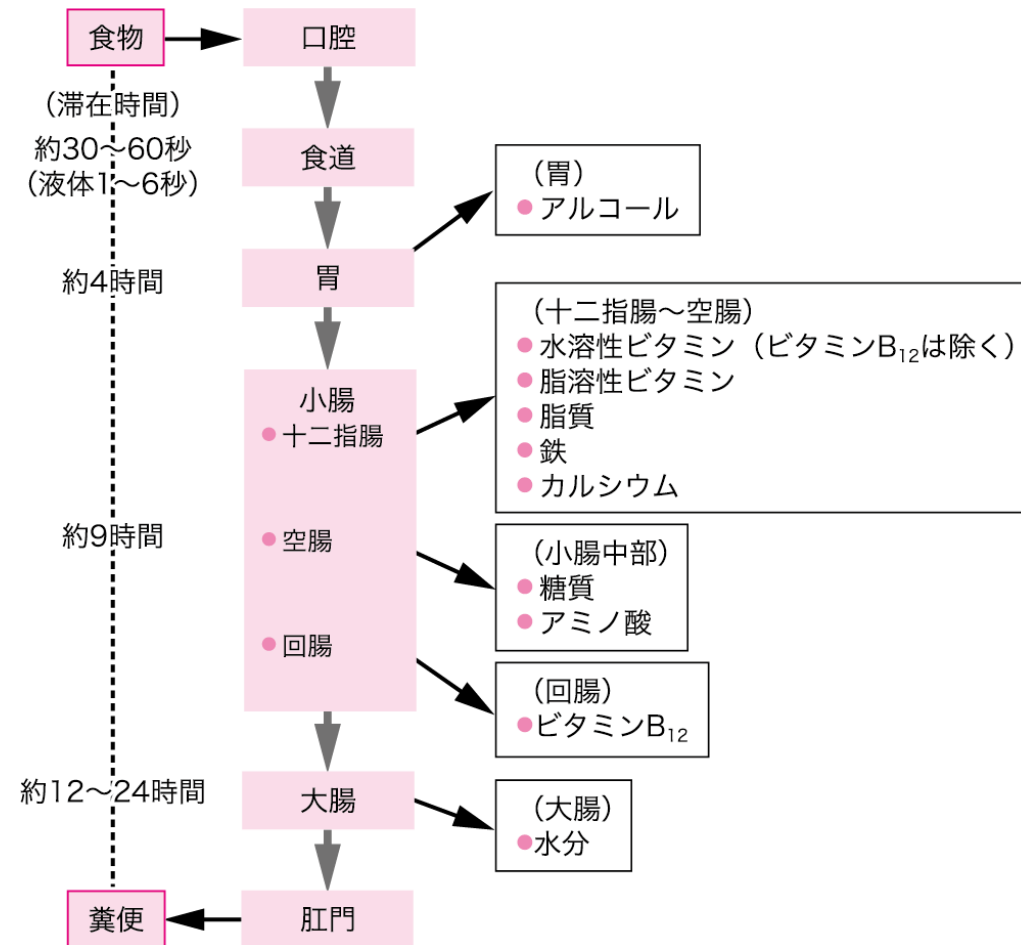 食物
口腔
(滞在時間)
約30〜60秒
(液体1〜6秒)
食道
(胃)
●アルコール
胃
約4時間
(十二指腸〜空腸)
●水溶性ビタミン(ビタミンB₁₂は除く)
●脂溶性ビタミン
●脂質
●鉄
●カルシウム
小腸
●十二指腸
●空腸
●回腸
約9時間
(小腸中部)
●糖質
●アミノ酸
(回腸)
●ビタミンB₁₂
約12〜24時間
大腸
(大腸)
●水分
糞便
肛門